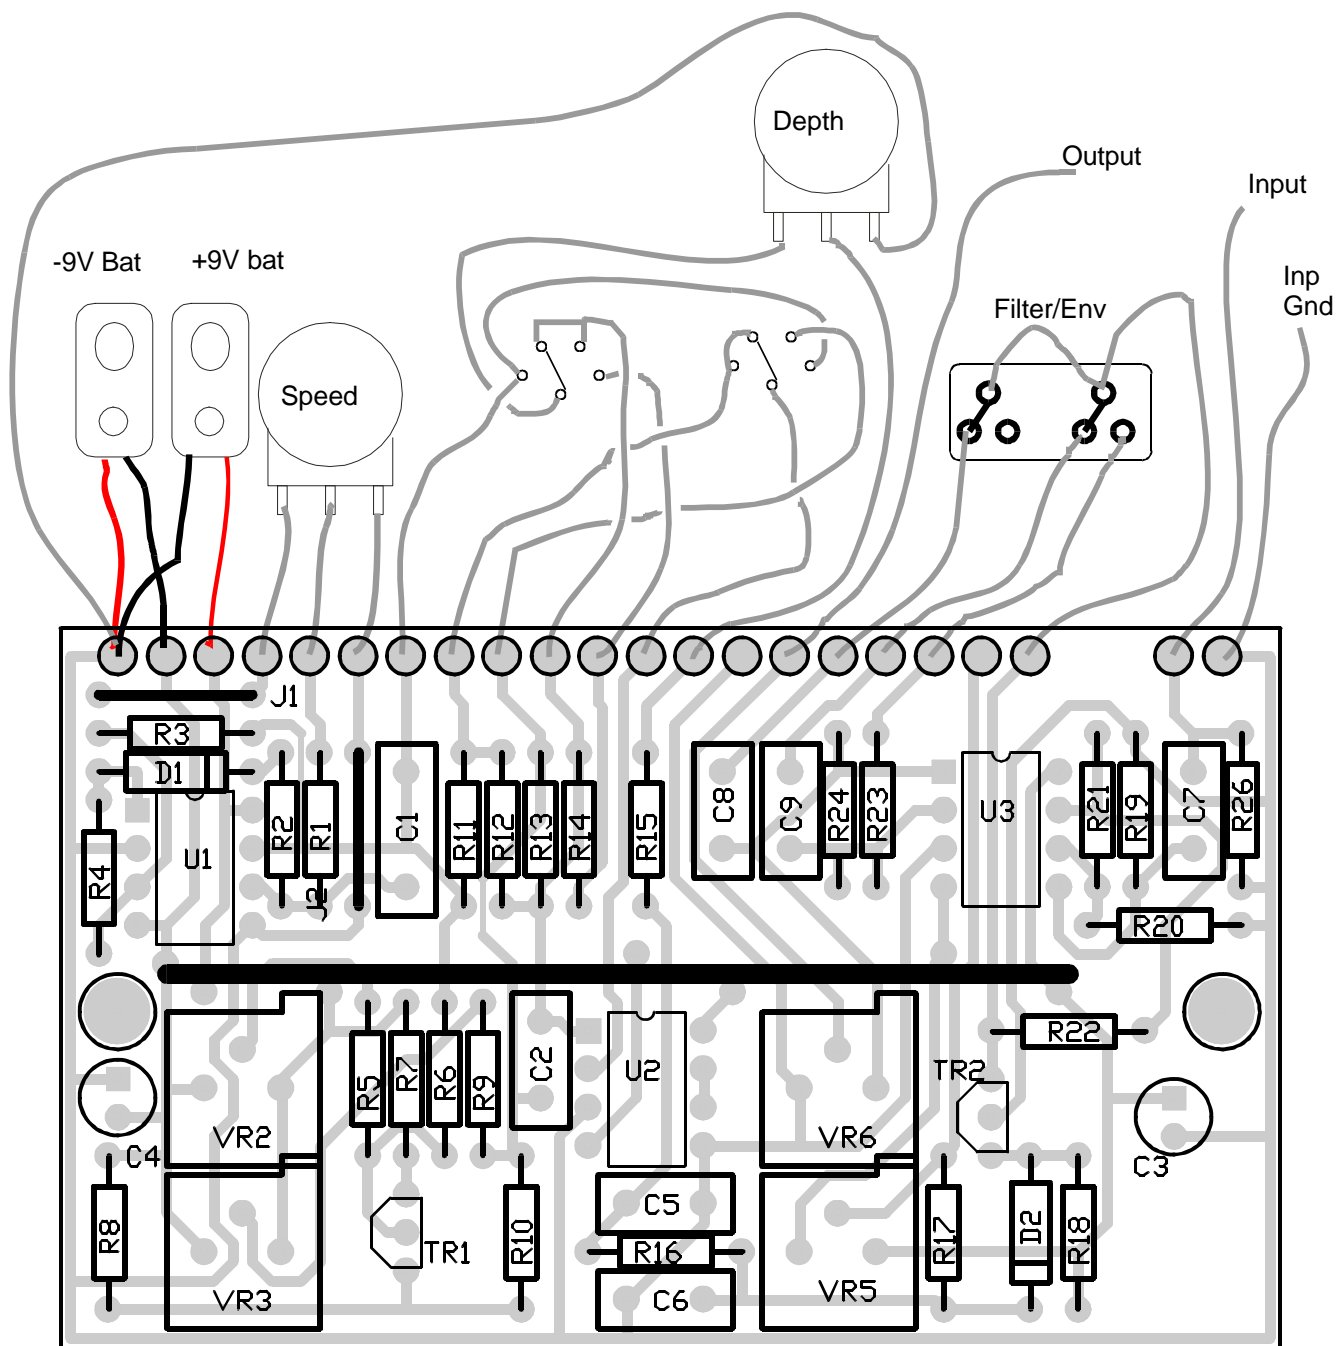 Depth
Output
Input
-9V Bat
+9V bat
Inp
Gnd
Filter/Env
Speed
J1
R3
D1
R4
U1
R2
R1
J2
C1
R11
R12
R13
R14
R15
C8
C9
R24
R23
U3
R21
R19
C7
R26
R20
R22
VR2
R5
R7
R6
R9
C2
U2
VR6
TR2
C4
C3
R8
VR3
TR1
R10
C5
R16
C6
VR5
R17
D2
R18